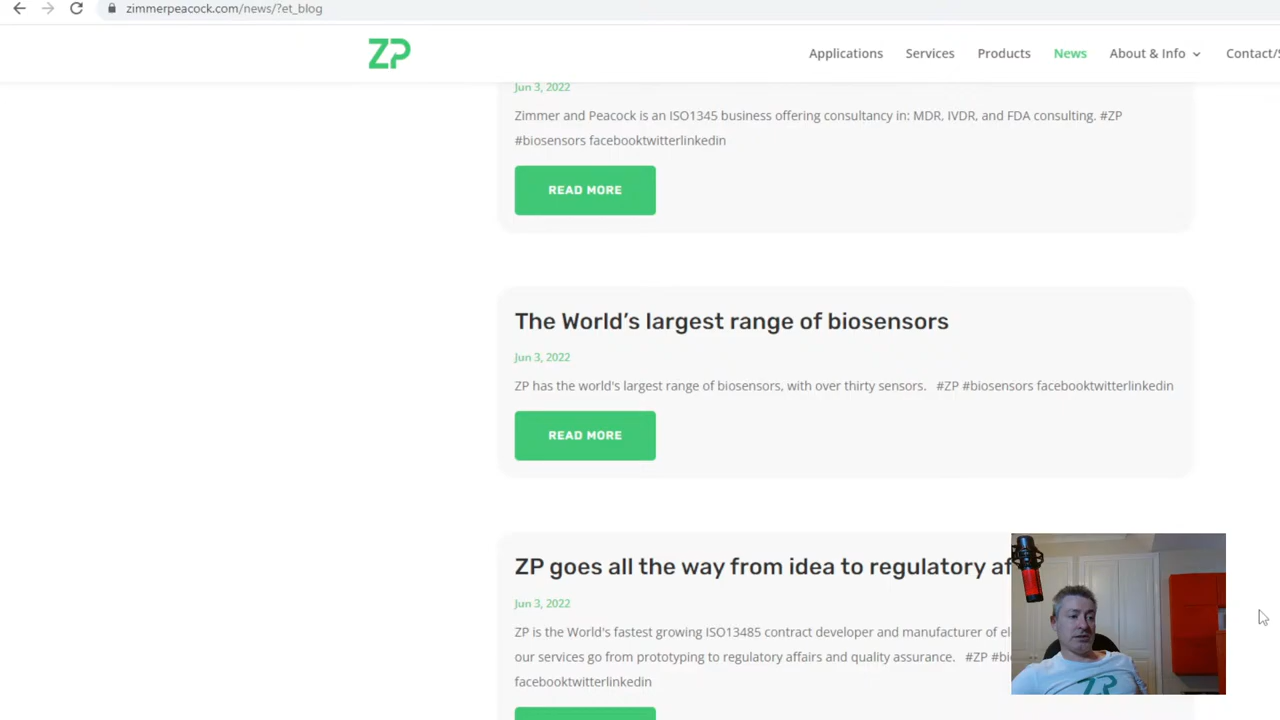 zimmerpeacock.com/news/?et_blog
ZP
Applications
Services
Products
News
About & Info
Contact/S
Jun 3, 2022
Zimmer and Peacock is an ISO1345 business offering consultancy in: MDR, IVDR, and FDA consulting. #ZP
#biosensors facebooktwitterlinkedin
READ MORE
The World’s largest range of biosensors
Jun 3, 2022
ZP has the world's largest range of biosensors, with over thirty sensors. #ZP #biosensors facebooktwitterlinkedin
READ MORE
ZP goes all the way from idea to regulatory af
Jun 3, 2022
ZP is the World's fastest growing ISO13485 contract developer and manufacturer of el
our services go from prototyping to regulatory affairs and quality assurance. #ZP #bi
facebooktwitterlinkedin
ZP